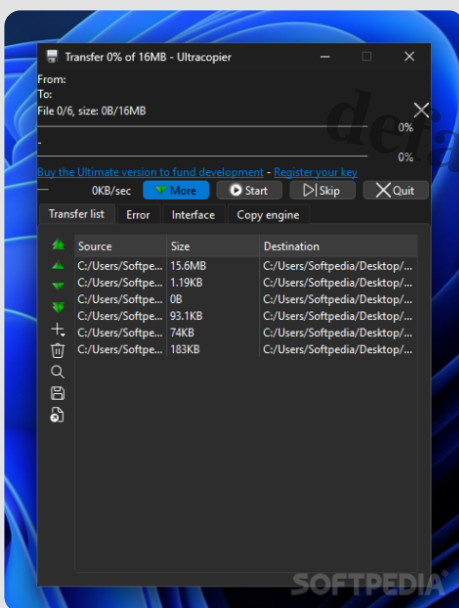 Transfer 0% of 16MB - Ultracopier
From:
To:
File 0/6, size: 0B/16MB
0%
-
0%
Buy the Ultimate version to fund development - Register your key
0KB/sec More Start Skip Quit
Transfer list Error Interface Copy engine
Source Size Destination
C:/Users/Softpe... 15.6MB C:/Users/Softpedia/Desktop/...
C:/Users/Softpe... 1.19KB C:/Users/Softpedia/Desktop/...
C:/Users/Softpe... 0B C:/Users/Softpedia/Desktop/...
C:/Users/Softpe... 93.1KB C:/Users/Softpedia/Desktop/...
C:/Users/Softpe... 74KB C:/Users/Softpedia/Desktop/...
C:/Users/Softpe... 183KB C:/Users/Softpedia/Desktop/...
SOFTPEDIA